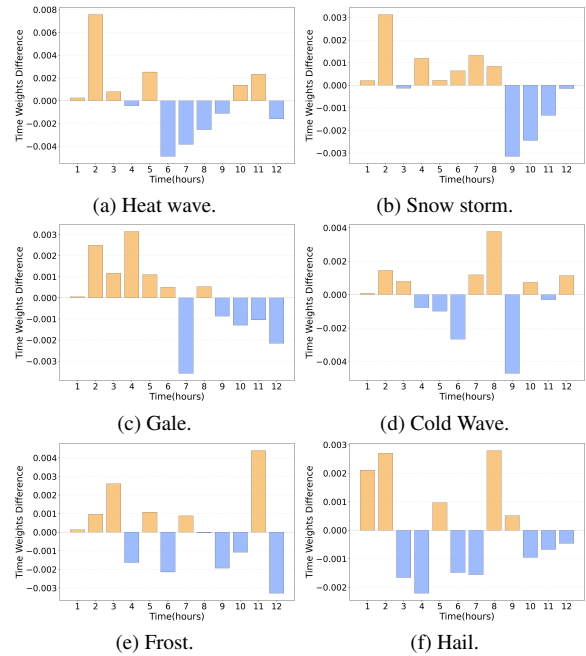 0.008
0.006
0.004
0.002
0.000
−0.002
−0.004
Time Weights Difference
1 2 3 4 5 6 7 8 9 10 11 12
Time(hours)
(a) Heat wave.
0.003
0.002
0.001
0.000
−0.001
−0.002
−0.003
Time Weights Difference
1 2 3 4 5 6 7 8 9 10 11 12
Time(hours)
(b) Snow storm.
0.003
0.002
0.001
0.000
−0.001
−0.002
−0.003
Time Weights Difference
1 2 3 4 5 6 7 8 9 10 11 12
Time(hours)
(c) Gale.
0.004
0.002
0.000
−0.002
−0.004
Time Weights Difference
1 2 3 4 5 6 7 8 9 10 11 12
Time(hours)
(d) Cold Wave.
0.004
0.003
0.002
0.001
0.000
−0.001
−0.002
−0.003
Time Weights Difference
1 2 3 4 5 6 7 8 9 10 11 12
Time(hours)
(e) Frost.
0.003
0.002
0.001
0.000
−0.001
−0.002
Time Weights Difference
1 2 3 4 5 6 7 8 9 10 11 12
Time(hours)
(f) Hail.